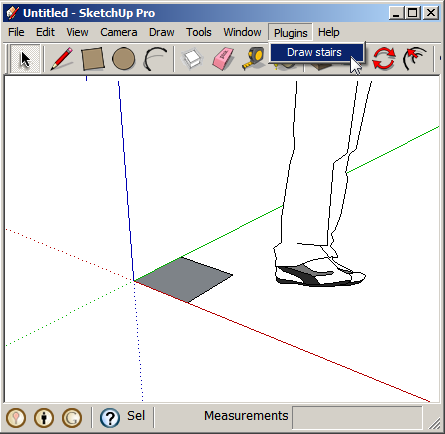 Untitled - SketchUp Pro
File Edit View Camera Draw Tools Window Plugins Help
Draw stairs
Sel Measurements